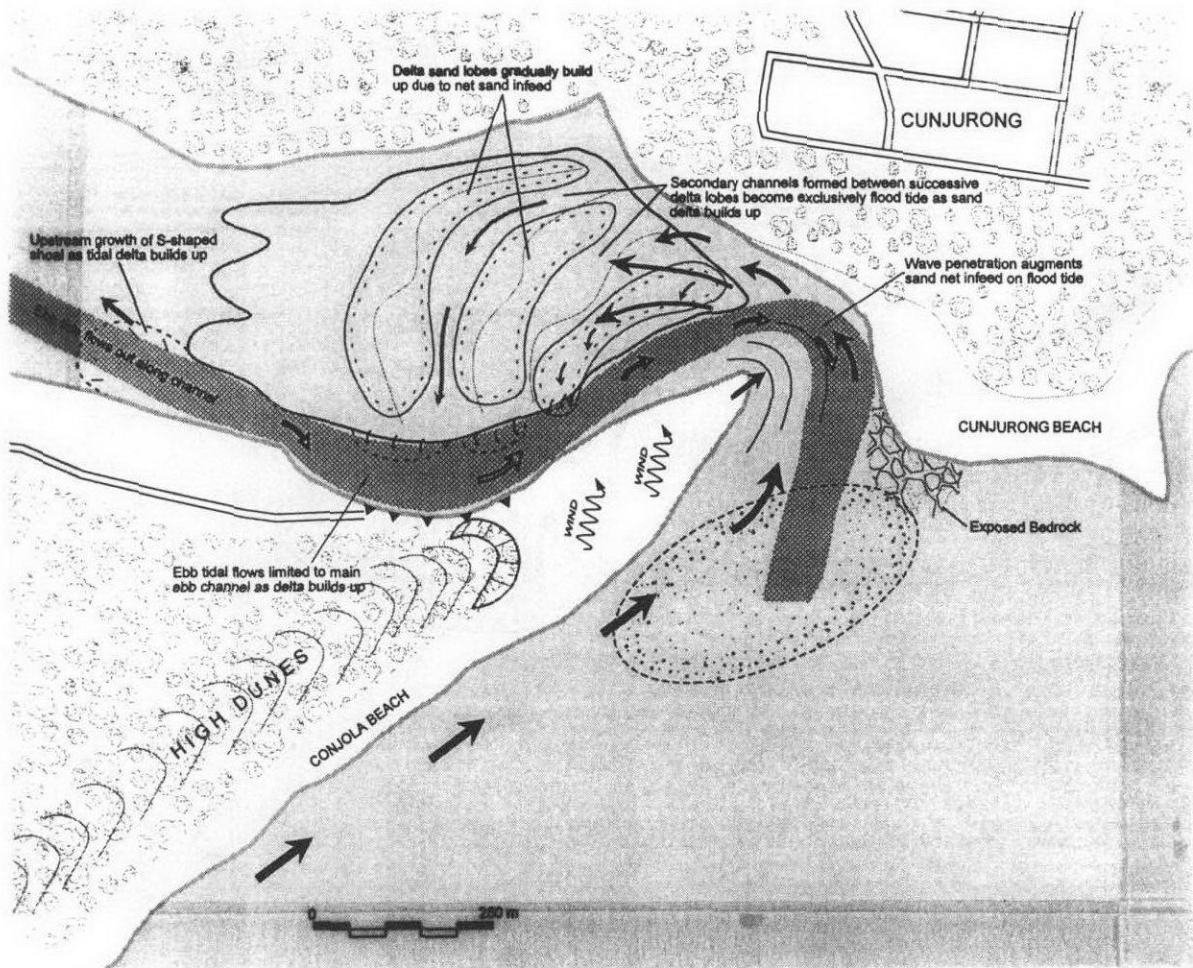 Delta sand lobes gradually build
up due to net sand infeed
CUNJURONG
Secondary channels formed between successive
delta lobes become exclusively flood tide as sand
delta builds up
Upstream growth of S-shaped
shoal as tidal delta builds up
Wave penetration augments
sand net infeed on flood tide
flows out along channel
CUNJURONG BEACH
WIND
WIND
Exposed Bedrock
Ebb tidal flows limited to main
ebb channel as delta builds up
HIGH DUNES
CONJOLA BEACH
0
250 m